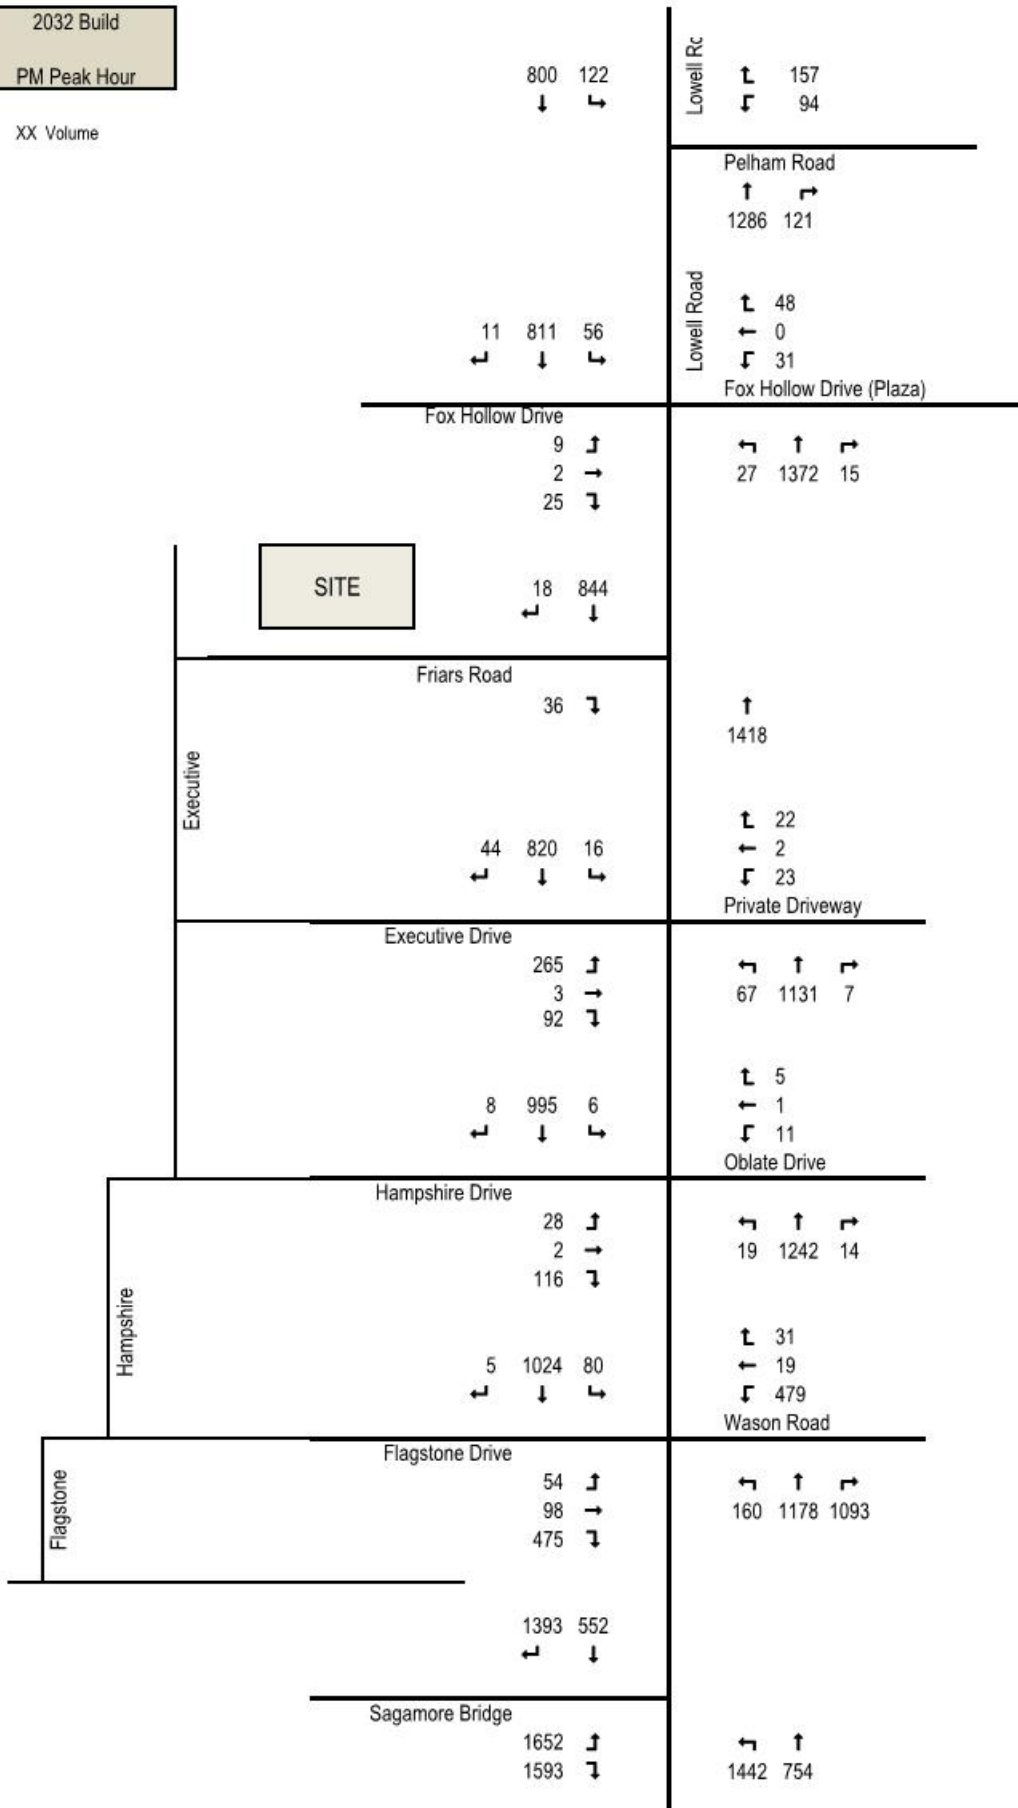 2032 Build
PM Peak Hour
XX Volume
800 122
Lowell Rc
157
94
Pelham Road
1286 121
Lowell Road
48
11 811 56
0
31
Fox Hollow Drive (Plaza)
Fox Hollow Drive
9
2
25
27 1372 15
SITE
18 844
Friars Road
36
1418
Executive
22
44 820 16
2
23
Private Driveway
Executive Drive
265
3
92
67 1131 7
5
8 995 6
1
11
Oblate Drive
Hampshire Drive
28
2
116
19 1242 14
Hampshire
31
5 1024 80
19
479
Wason Road
Flagstone Drive
54
98
475
160 1178 1093
Flagstone
1393 552
Sagamore Bridge
1652
1593
1442 754